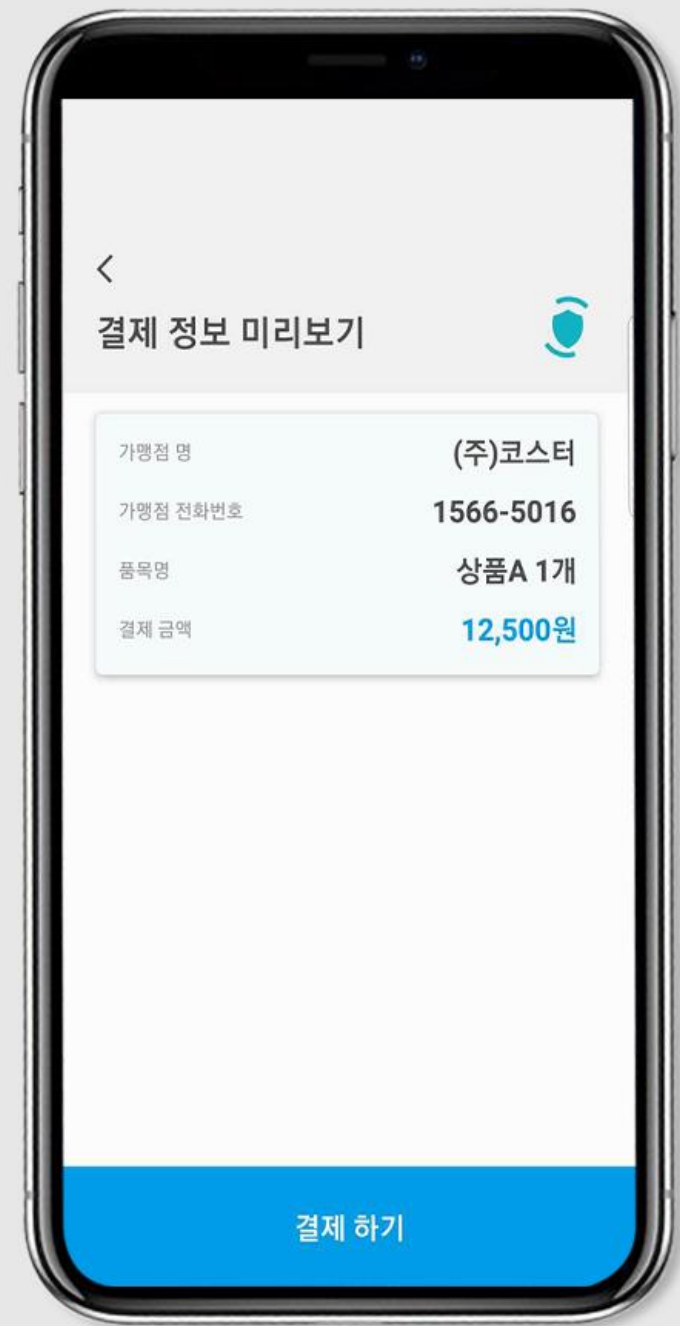 결제 정보 미리보기
가맹점 명 (주)코스터
가맹점 전화번호 1566-5016
품목명 상품A 1개
결제 금액 12,500원
결제 하기